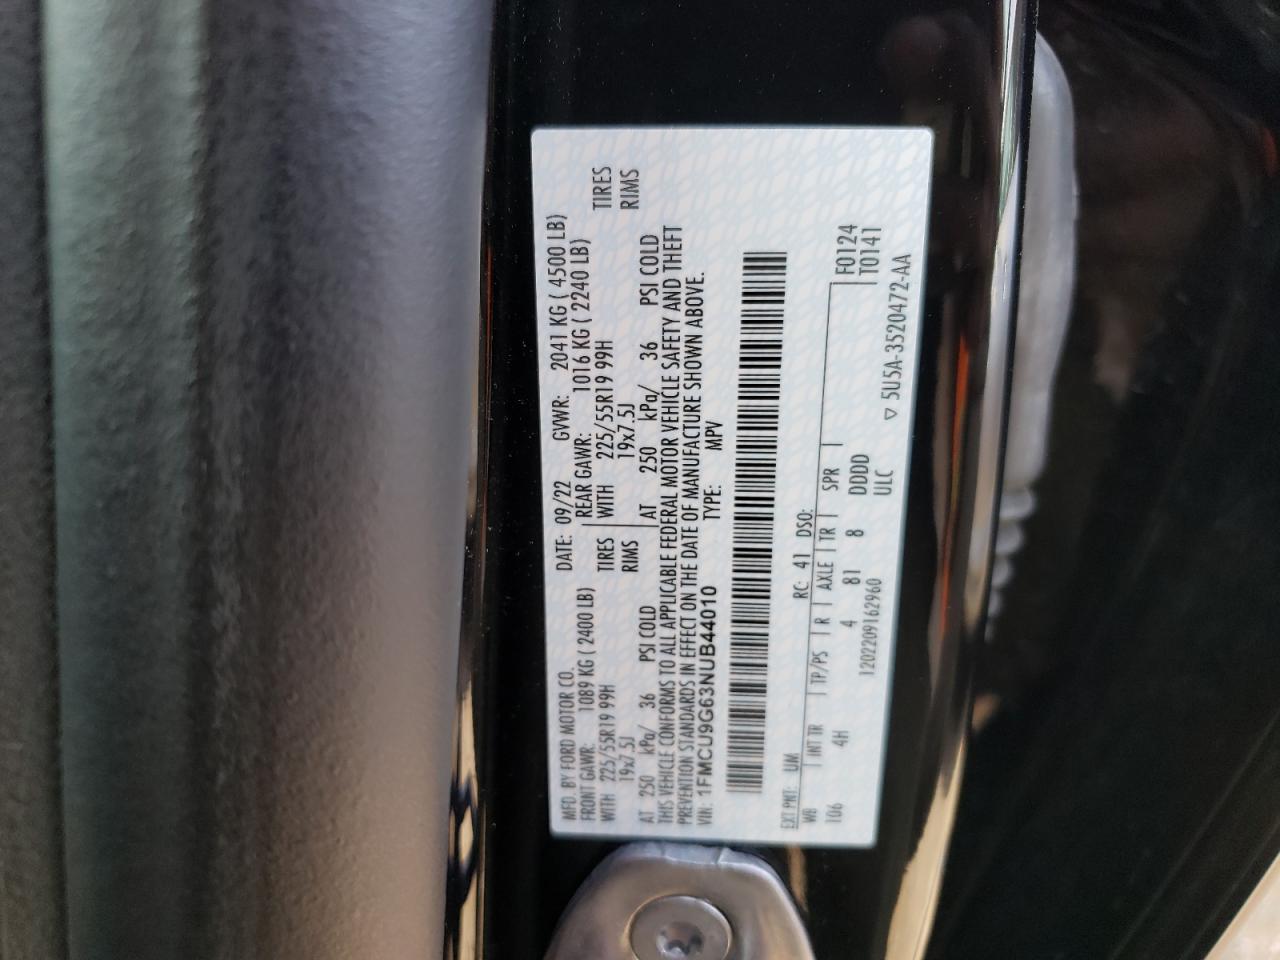 MFD. BY FORD MOTOR CO. DATE: 09/22 GVWR: 2041 KG ( 4500 LB)
FRONT GAWR: 1089 KG ( 2400 LB) REAR GAWR: 1016 KG ( 2240 LB)
WITH 225/55R19 99H TIRES WITH 225/55R19 99H TIRES
19x7.5J RIMS 19x7.5J RIMS
AT 250 kPa/ 36 PSI COLD AT 250 kPa/ 36 PSI COLD
THIS VEHICLE CONFORMS TO ALL APPLICABLE FEDERAL MOTOR VEHICLE SAFETY AND THEFT
PREVENTION STANDARDS IN EFFECT ON THE DATE OF MANUFACTURE SHOWN ABOVE.
VIN: 1FMCU9G63NUB44010 TYPE: MPV
EXT PNT: UM RC: 41 DSO:
WB INT TR TP/PS R AXLE TR SPR F0124
106 4H 4 81 8 DDDD T0141
1202209162960 ULC
▽ 5U5A-3520472-AA